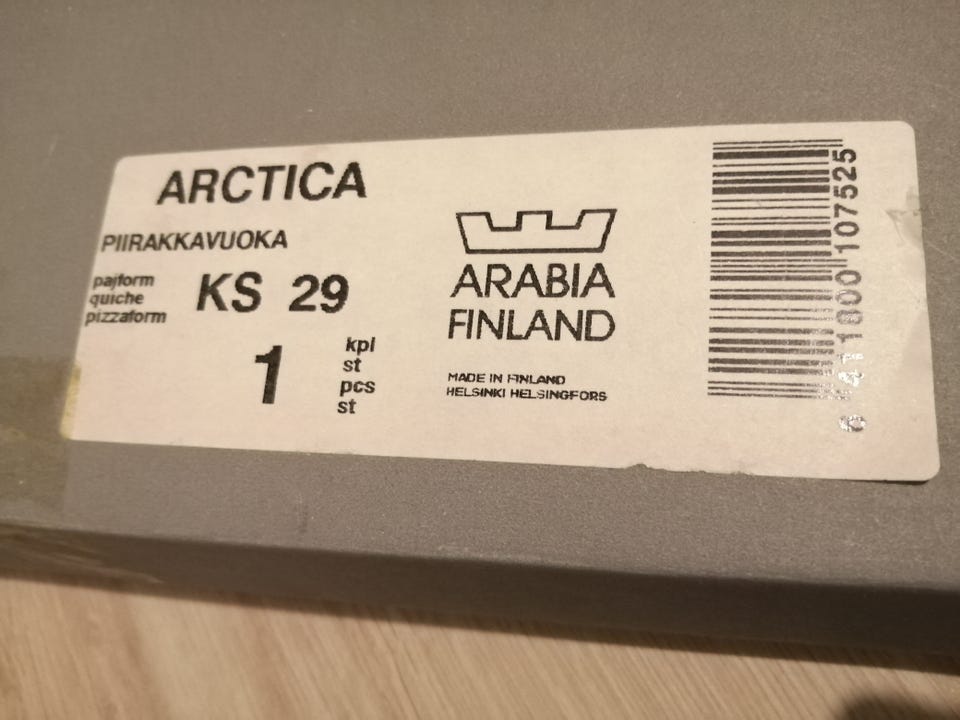 ARCTICA
PIIRAKKAVUOKA
pajform
quiche
pizzaform
KS 29
1
kpl
st
pcs
st
ARABIA
FINLAND
MADE IN FINLAND
HELSINKI HELSINGFORS
6 411800 107525